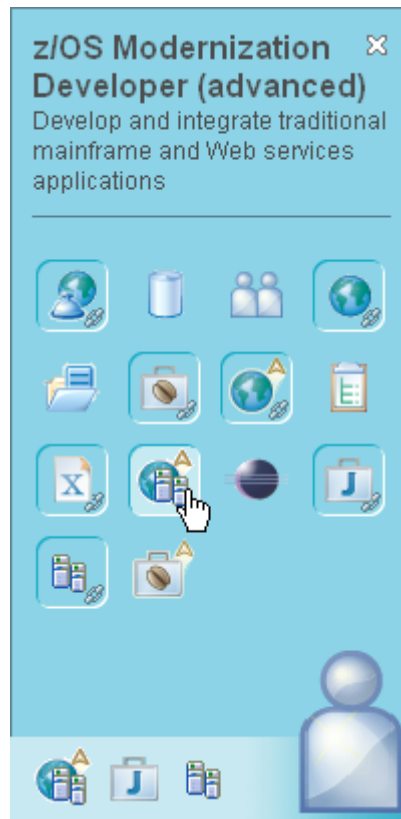 z/OS Modernization
Developer (advanced)
Develop and integrate traditional
mainframe and Web services
applications
X
J
E:
J